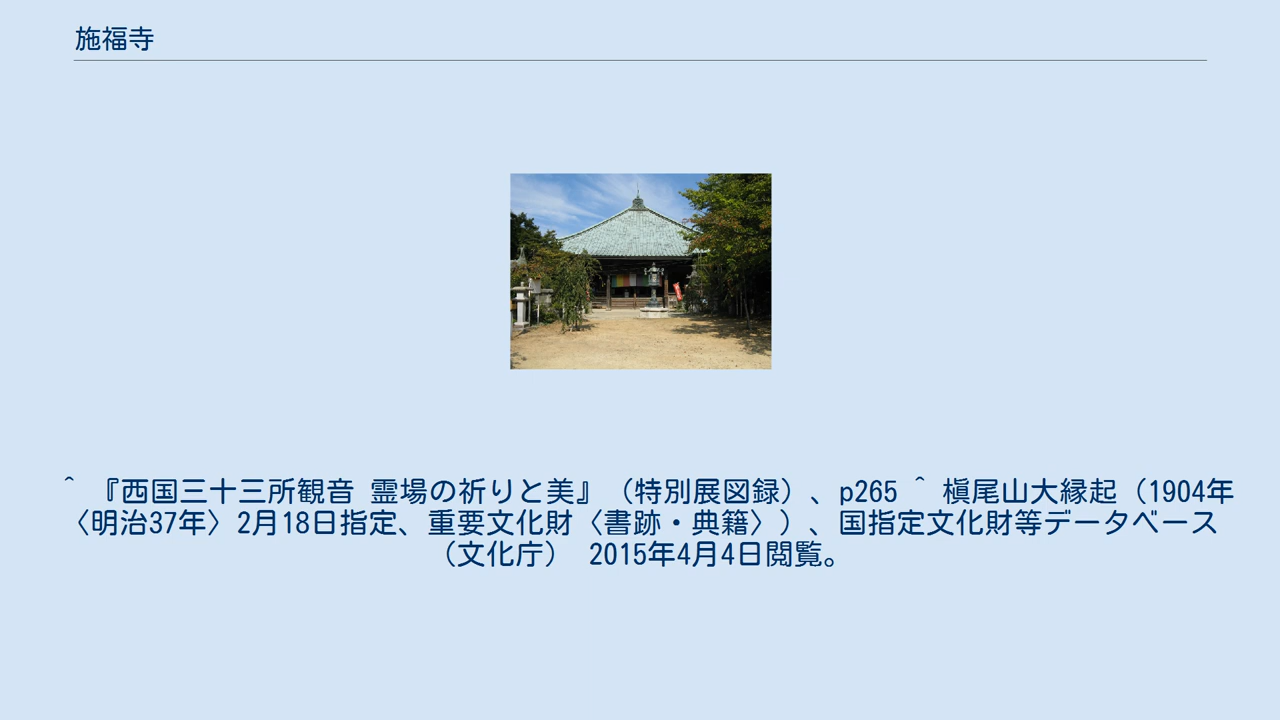 施福寺
^ 『西国三十三所観音 霊場の祈りと美』（特別展図録）、p265 ^ 槇尾山大縁起（1904年
〈明治37年〉2月18日指定、重要文化財〈書跡・典籍〉）、国指定文化財等データベース
（文化庁） 2015年4月4日閲覧。